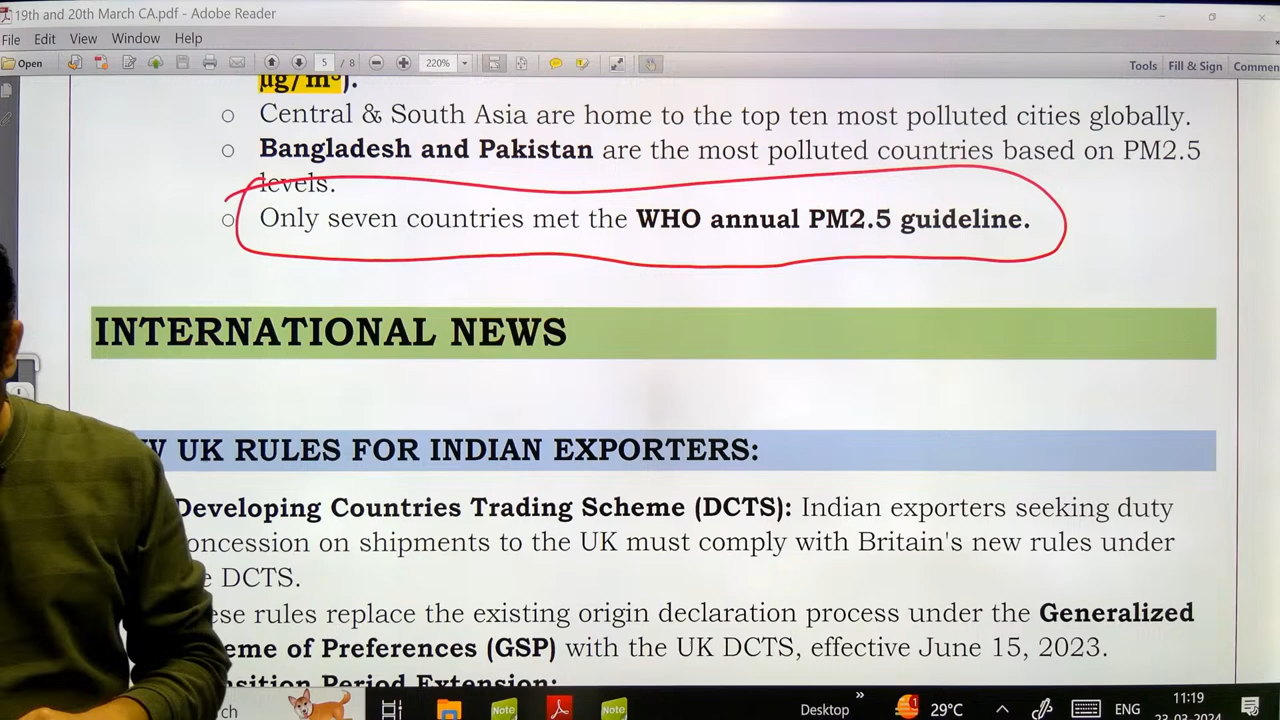 19th and 20th March CA.pdf - Adobe Reader
File Edit View Window Help
Open 5 / 8 220% Tools Fill & Sign Commen
µg/m³).
○ Central & South Asia are home to the top ten most polluted cities globally.
○ Bangladesh and Pakistan are the most polluted countries based on PM2.5
levels.
○ Only seven countries met the WHO annual PM2.5 guideline.
INTERNATIONAL NEWS
UK RULES FOR INDIAN EXPORTERS:
Developing Countries Trading Scheme (DCTS): Indian exporters seeking duty
oncession on shipments to the UK must comply with Britain's new rules under
DCTS.
ese rules replace the existing origin declaration process under the Generalized
eme of Preferences (GSP) with the UK DCTS, effective June 15, 2023.
nsition Period Extension:
rch Note Note Desktop » 29°C ENG 11:19